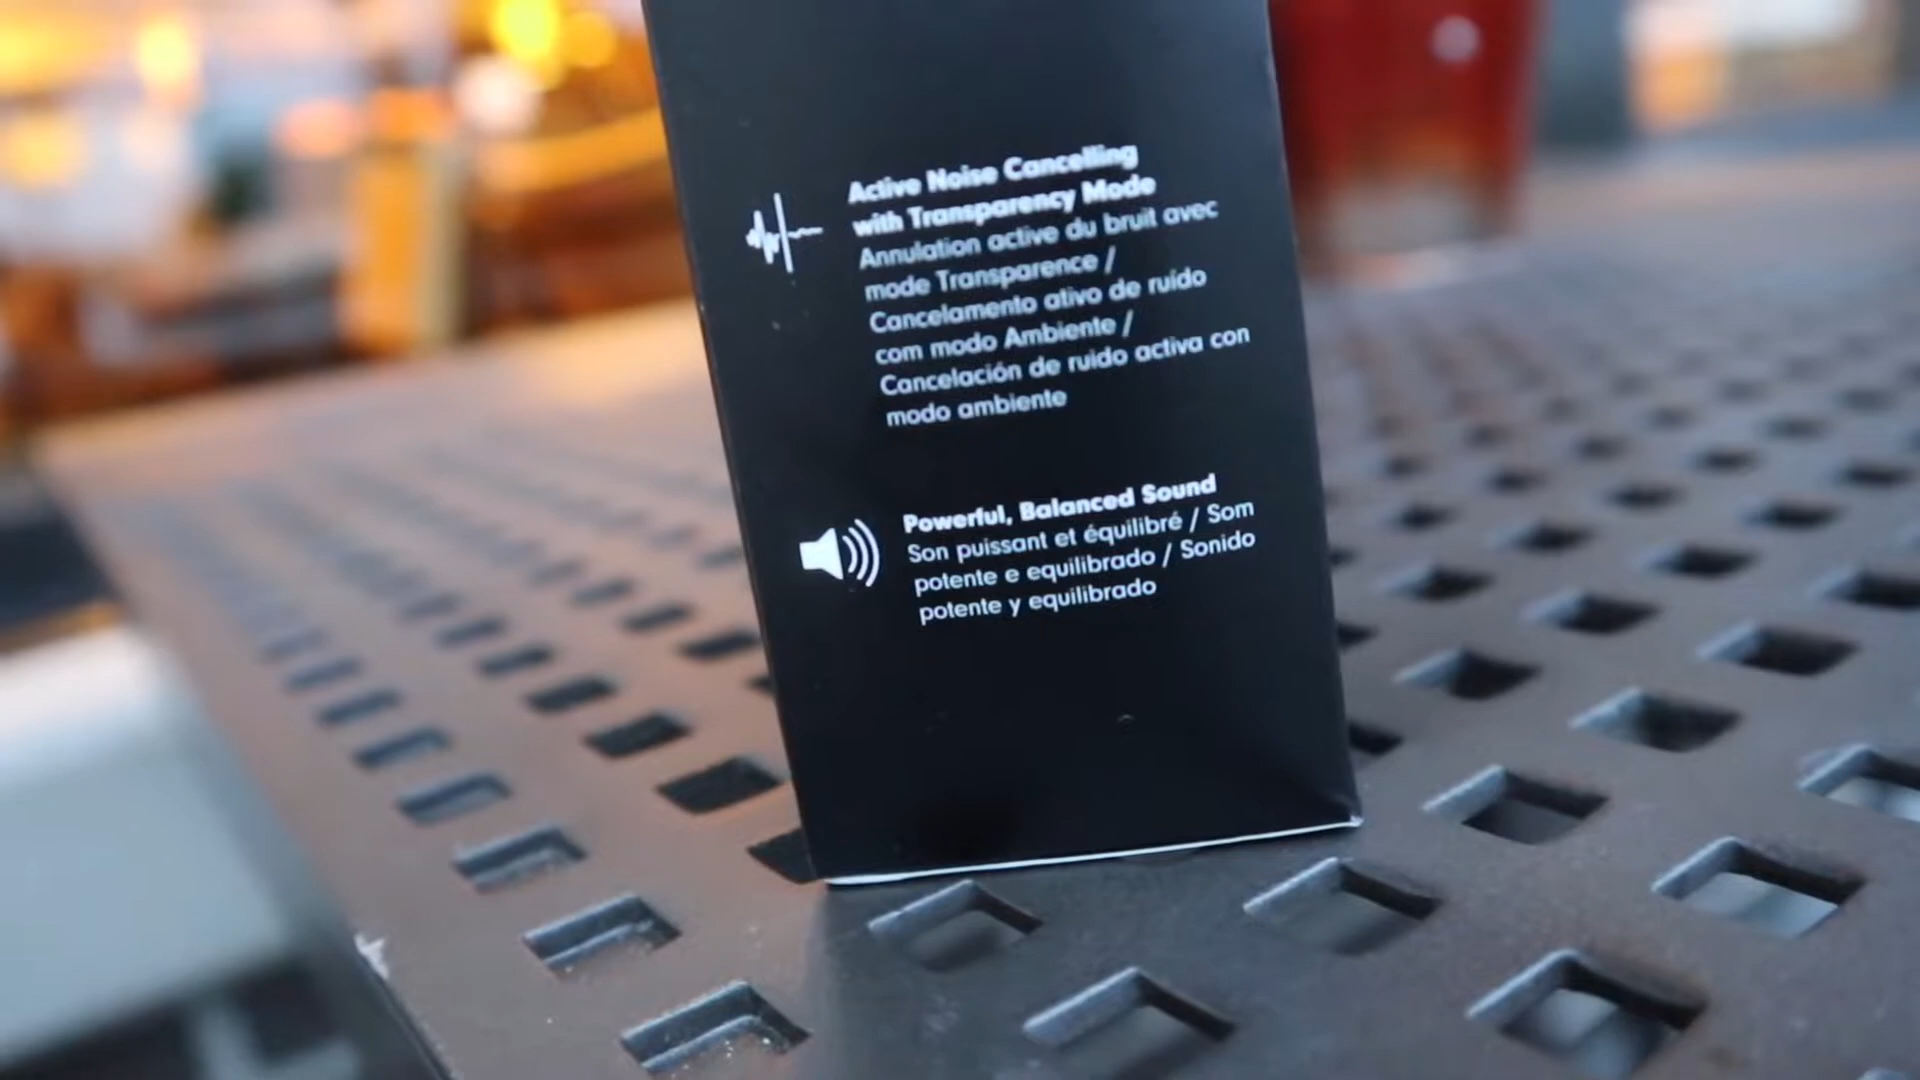 Active Noise Cancelling
with Transparency Mode
Annulation active du bruit avec
mode Transparence /
Cancelamento ativo de ruído
com modo Ambiente /
Cancelación de ruido activa con
modo ambiente
Powerful, Balanced Sound
Son puissant et équilibré / Som
potente e equilibrado / Sonido
potente y equilibrado